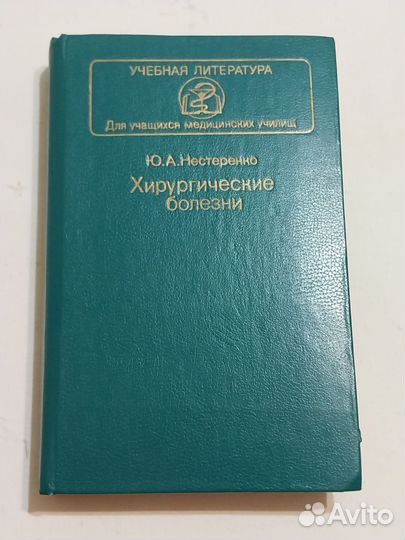 УЧЕБНАЯ ЛИТЕРАТУРА
Для учащихся медицинских училищ
Ю.А.Нестеренко
Хирургические
болезни
Avito